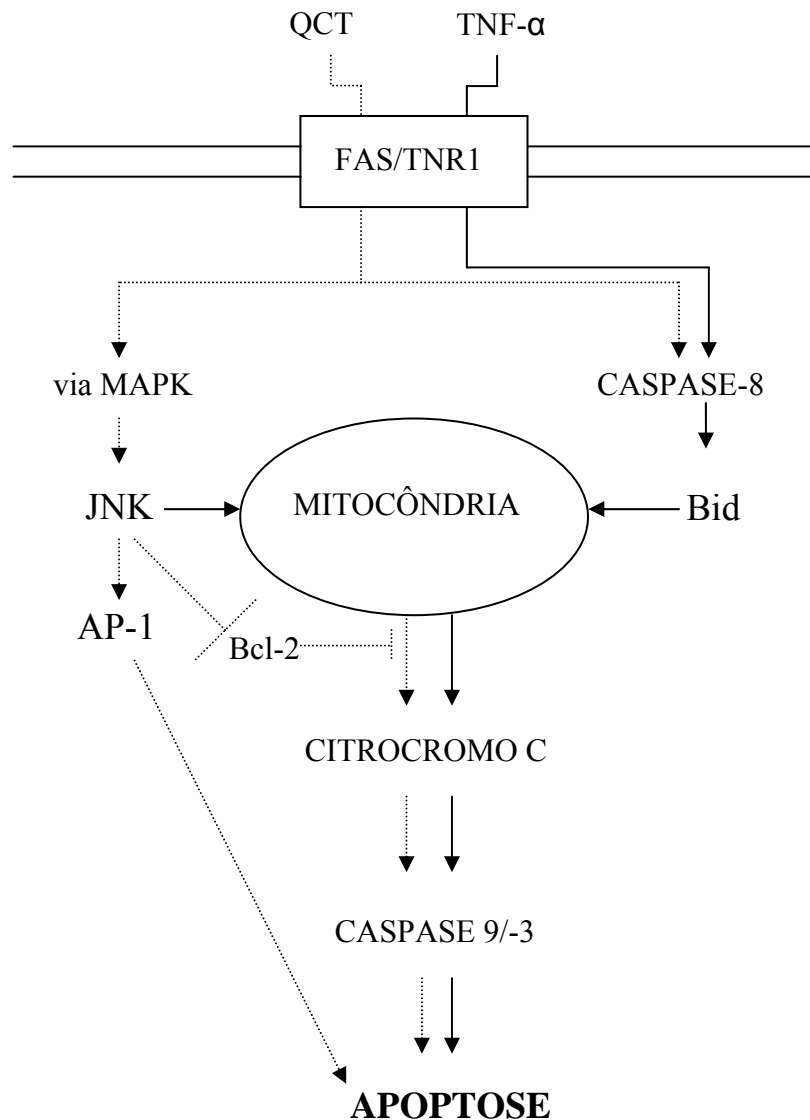 QCT TNF-α
FAS/TNR1
via MAPK CASPASE-8
JNK MITOCÔNDRIA Bid
AP-1
Bcl-2
CITROCROMO C
CASPASE 9/-3
APOPTOSE